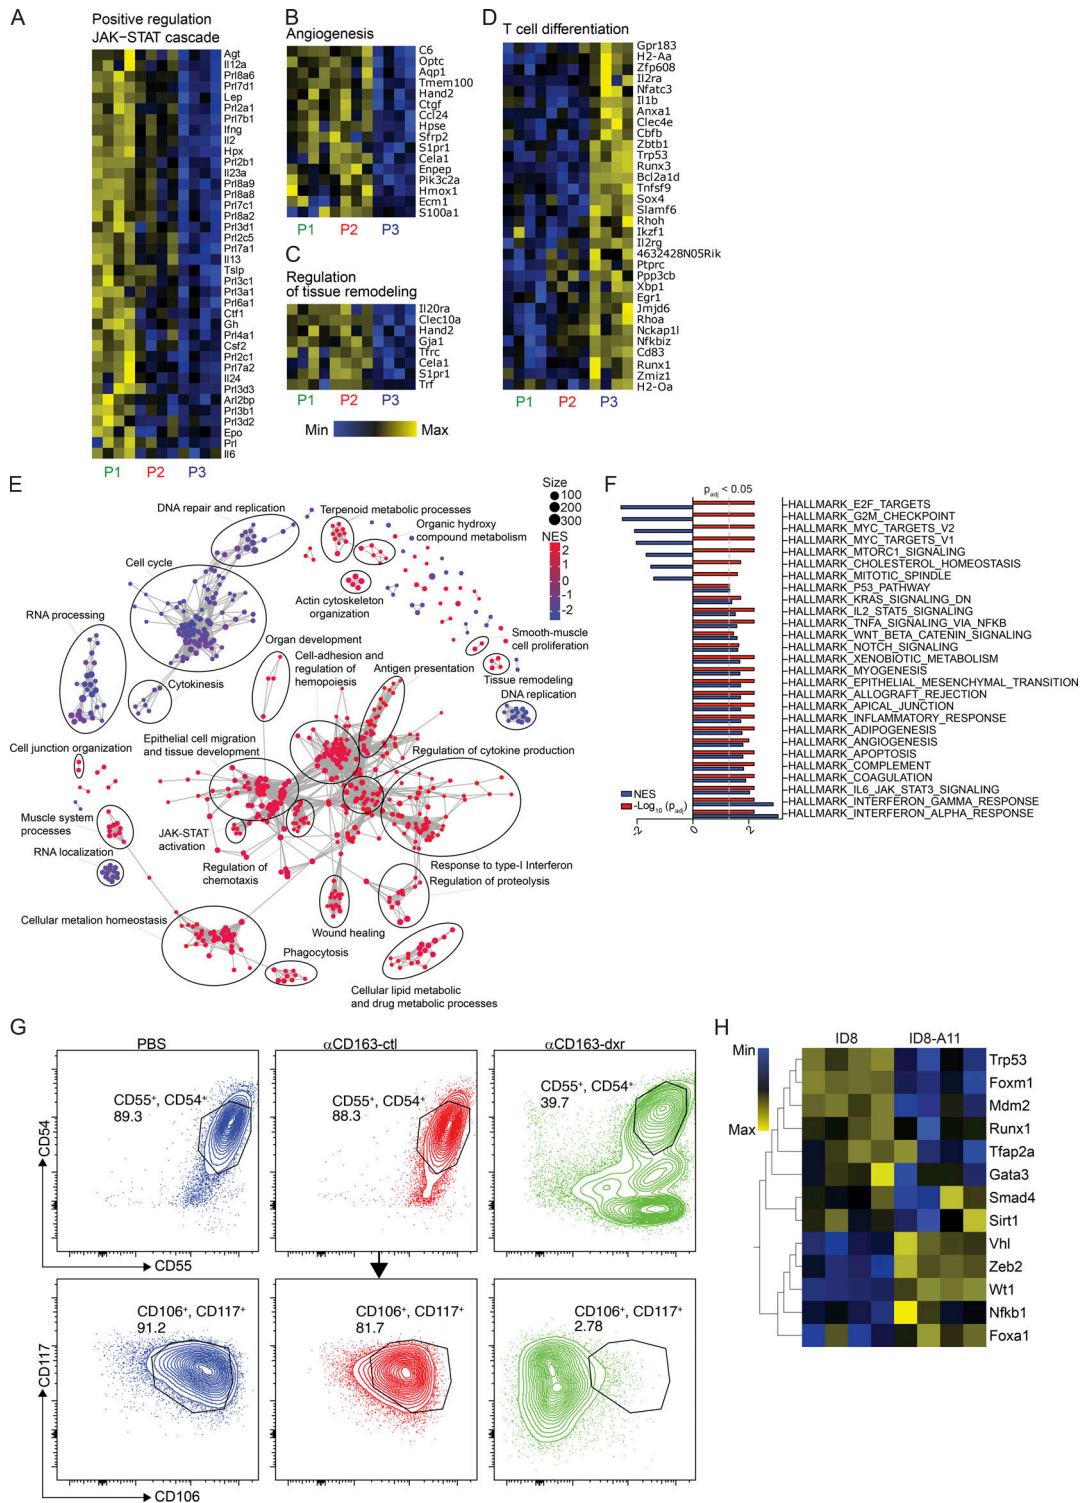 A
Positive regulation
JAK−STAT cascade
Agt
Il12a
Prl8a6
Prl7d1
Lep
Prl2a1
Prl7b1
Ifng
Il2
Hpx
Prl2b1
Il23a
Prl8a9
Prl8a8
Prl7c1
Prl8a2
Prl3d1
Prl2c5
Prl7a1
Il13
Tslp
Prl3c1
Prl3a1
Prl6a1
Ctf1
Gh
Prl4a1
Csf2
Prl2c1
Prl7a2
Il24
Prl3d3
Arl2bp
Prl3b1
Prl3d2
Epo
Prl
Il6
P1 P2 P3
B
Angiogenesis
C6
Optc
Aqp1
Tmem100
Hand2
Ctgf
Ccl24
Hpse
Sfrp2
S1pr1
Cela1
Enpep
Pik3c2a
Hmox1
Ecm1
S100a1
P1 P2 P3
C
Regulation
of tissue remodeling
Il20ra
Clec10a
Hand2
Gja1
Tfrc
Cela1
S1pr1
Trf
P1 P2 P3
Min Max
D
T cell differentiation
Gpr183
H2-Aa
Zfp608
Il2ra
Nfatc3
Il1b
Anxa1
Clec4e
Cbfb
Zbtb1
Trp53
Runx3
Bcl2a1d
Tnfsf9
Sox4
Slamf6
Rhoh
Ikzf1
Il2rg
4632428N05Rik
Ptprc
Ppp3cb
Xbp1
Egr1
Jmjd6
Rhoa
Nckap1l
Nfkbiz
Cd83
Runx1
Zmiz1
H2-Oa
P1 P2 P3
E
DNA repair and replication
Terpenoid metabolic processes
Organic hydroxy
compound metabolism
Size
100
200
300
NES
2
1
0
-1
-2
Cell cycle
RNA processing
Actin cytoskeleton
organization
Organ development
Cell-adhesion and
regulation of
hemopoiesis
Antigen presentation
Smooth-muscle
cell proliferation
Tissue remodeling
DNA replication
Cytokinesis
Cell junction organization
Epithelial cell migration
and tissue development
Regulation of cytokine production
Muscle system
processes
RNA localization
JAK-STAT
activation
Regulation of
chemotaxis
Response to type-I Interferon
Regulation of proteolysis
Cellular metalion homeostasis
Wound healing
Phagocytosis
Cellular lipid metabolic
and drug metabolic processes
F
padj < 0.05
HALLMARK_E2F_TARGETS
HALLMARK_G2M_CHECKPOINT
HALLMARK_MYC_TARGETS_V2
HALLMARK_MYC_TARGETS_V1
HALLMARK_MTORC1_SIGNALING
HALLMARK_CHOLESTEROL_HOMEOSTASIS
HALLMARK_MITOTIC_SPINDLE
HALLMARK_P53_PATHWAY
HALLMARK_KRAS_SIGNALING_DN
HALLMARK_IL2_STAT5_SIGNALING
HALLMARK_TNFA_SIGNALING_VIA_NFKB
HALLMARK_WNT_BETA_CATENIN_SIGNALING
HALLMARK_NOTCH_SIGNALING
HALLMARK_XENOBIOTIC_METABOLISM
HALLMARK_MYOGENESIS
HALLMARK_EPITHELIAL_MESENCHYMAL_TRANSITION
HALLMARK_ALLOGRAFT_REJECTION
HALLMARK_APICAL_JUNCTION
HALLMARK_INFLAMMATORY_RESPONSE
HALLMARK_ADIPOGENESIS
HALLMARK_ANGIOGENESIS
HALLMARK_APOPTOSIS
HALLMARK_COMPLEMENT
HALLMARK_COAGULATION
HALLMARK_IL6_JAK_STAT3_SIGNALING
HALLMARK_INTERFERON_GAMMA_RESPONSE
HALLMARK_INTERFERON_ALPHA_RESPONSE
NES
-Log10 (padj)
-2 0 2
G
PBS
αCD163-ctl
αCD163-dxr
CD55+, CD54+
89.3
CD55+, CD54+
88.3
CD55+, CD54+
39.7
CD54
CD55
CD106+, CD117+
91.2
CD106+, CD117+
81.7
CD106+, CD117+
2.78
CD117
CD106
H
Min
Max
ID8 ID8-A11
Trp53
Foxm1
Mdm2
Runx1
Tfap2a
Gata3
Smad4
Sirt1
Vhl
Zeb2
Wt1
Nfkb1
Foxa1